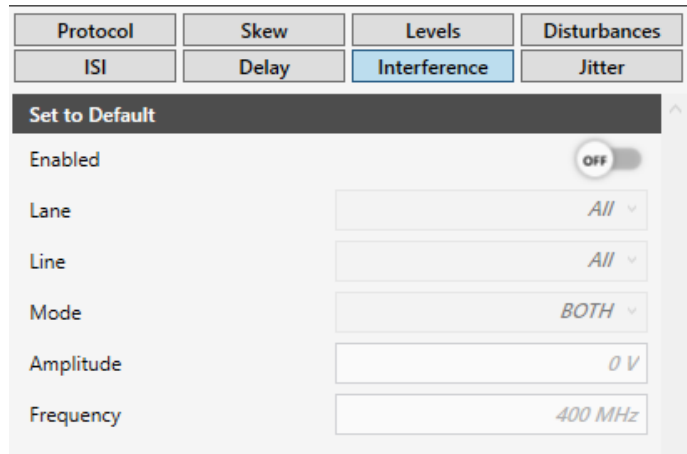 Protocol Skew Levels Disturbances
ISI Delay Interference Jitter
Set to Default
Enabled OFF
Lane All
Line All
Mode BOTH
Amplitude 0 V
Frequency 400 MHz